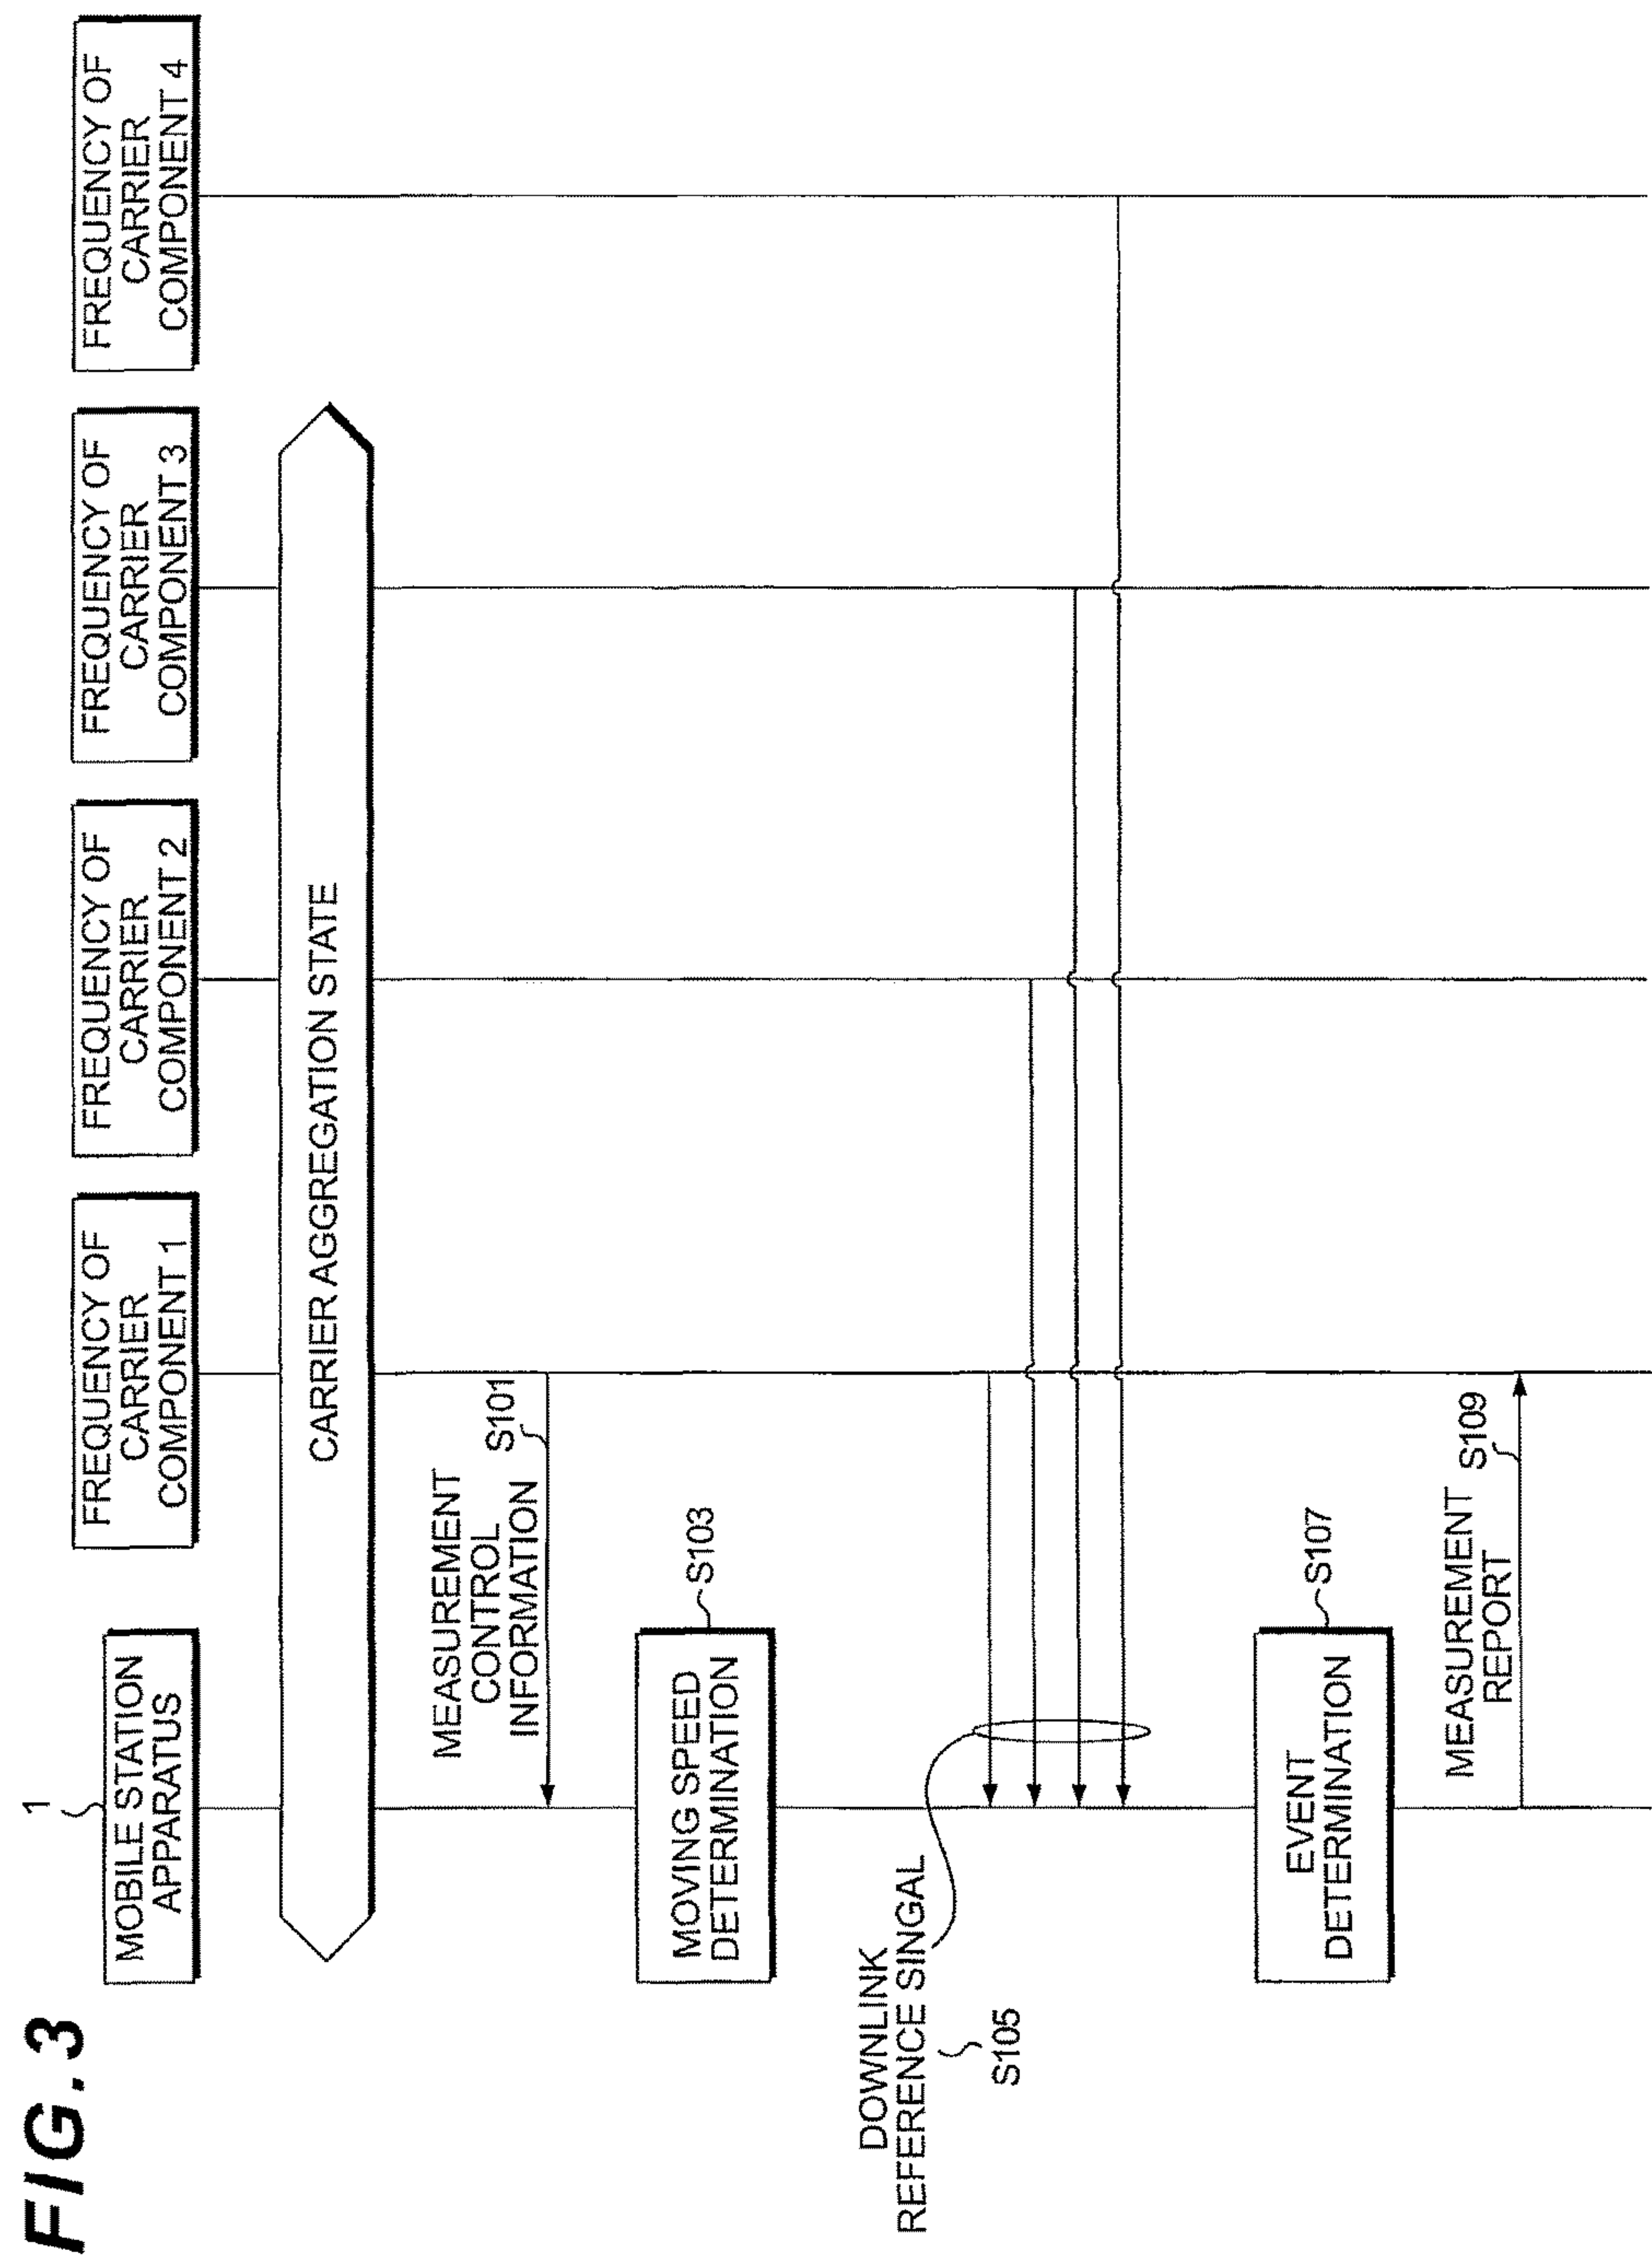 FIG.3
1
MOBILE STATION
APPARATUS
FREQUENCY OF
CARRIER
COMPONENT 1
FREQUENCY OF
CARRIER
COMPONENT 2
FREQUENCY OF
CARRIER
COMPONENT 3
FREQUENCY OF
CARRIER
COMPONENT 4
CARRIER AGGREGATION STATE
MEASUREMENT
CONTROL
INFORMATION
S101
MOVING SPEED
DETERMINATION
S103
DOWNLINK
REFERENCE SINGAL
S105
EVENT
DETERMINATION
S107
MEASUREMENT
REPORT
S109